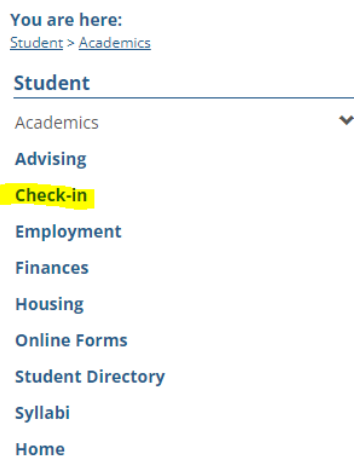 You are here:
Student > Academics
Student
Academics
Advising
Check-in
Employment
Finances
Housing
Online Forms
Student Directory
Syllabi
Home